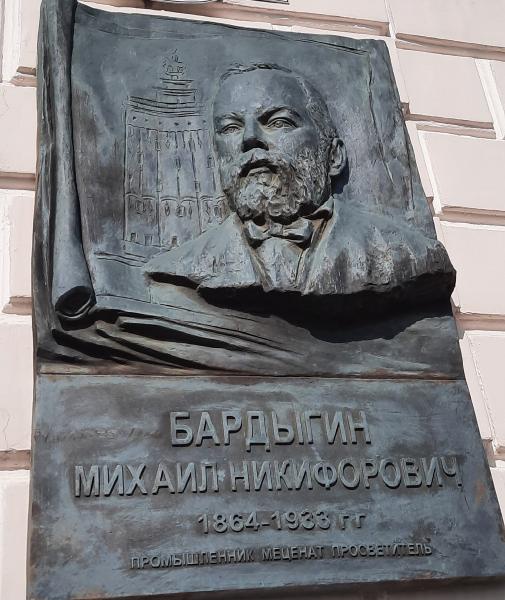 БАРДЫГИН
МИХАИЛ НИКИФОРОВИЧ
1864-1933 гг
ПРОМЫШЛЕННИК МЕЦЕНАТ ПРОСВЕТИТЕЛЬ